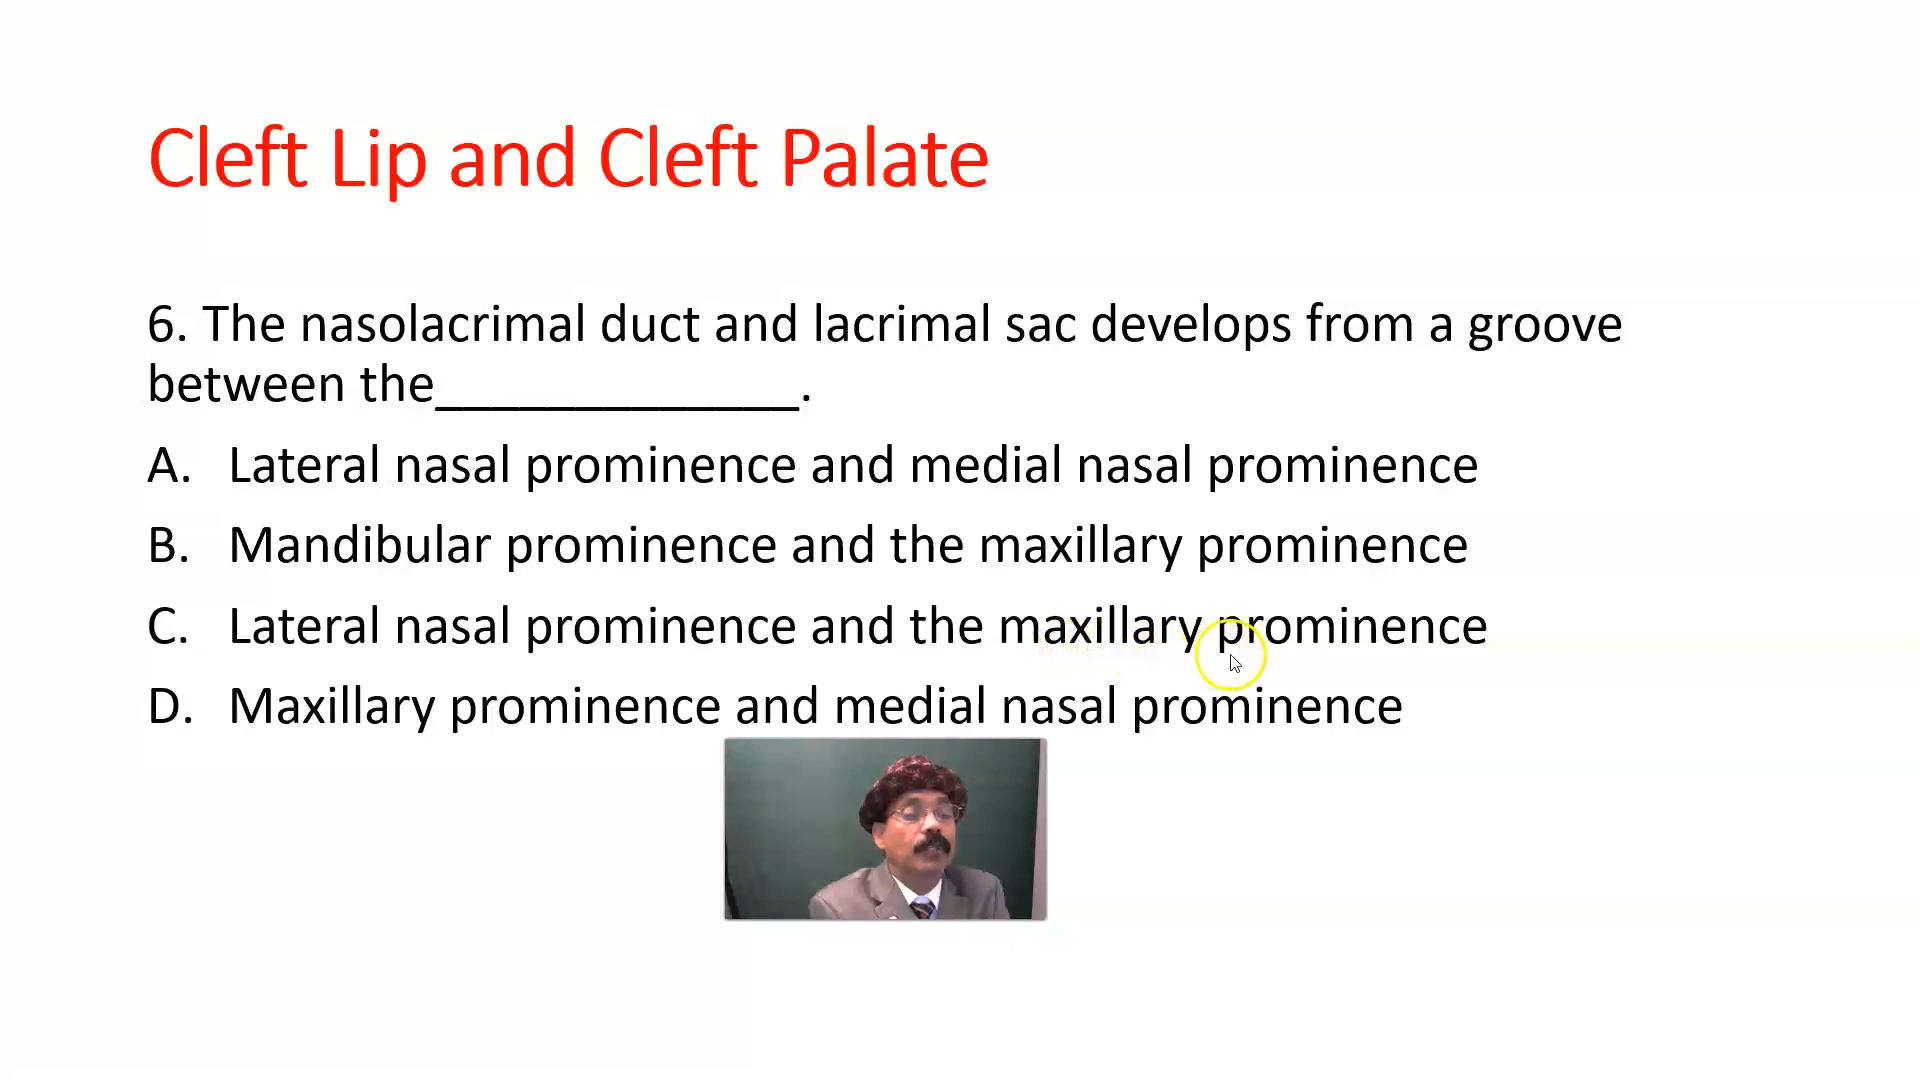 Cleft Lip and Cleft Palate
6. The nasolacrimal duct and lacrimal sac develops from a groove
between the_____________.
A. Lateral nasal prominence and medial nasal prominence
B. Mandibular prominence and the maxillary prominence
C. Lateral nasal prominence and the maxillary prominence
D. Maxillary prominence and medial nasal prominence